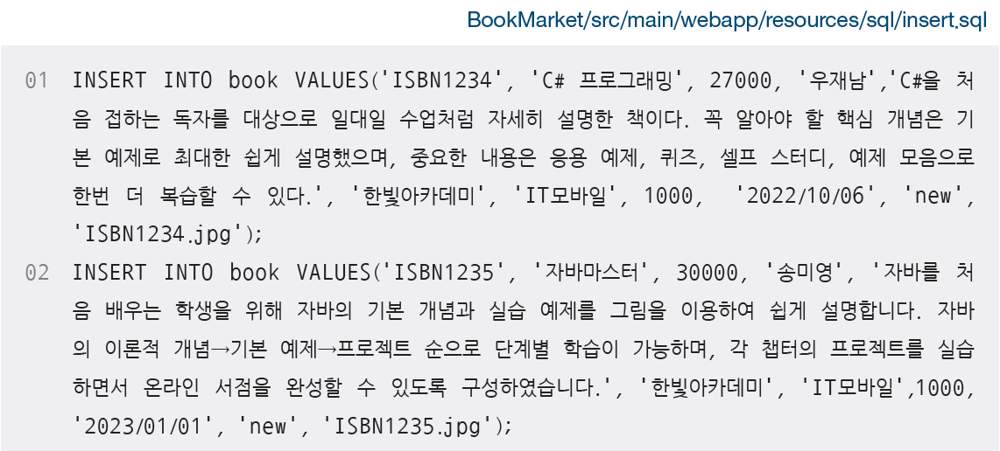 BookMarket/src/main/webapp/resources/sql/insert.sql
01 INSERT INTO book VALUES('ISBN1234', 'C# 프로그래밍', 27000, '우재남','C#을 처
음 접하는 독자를 대상으로 일대일 수업처럼 자세히 설명한 책이다. 꼭 알아야 할 핵심 개념은 기
본 예제로 최대한 쉽게 설명했으며, 중요한 내용은 응용 예제, 퀴즈, 셀프 스터디, 예제 모음으로
한번 더 복습할 수 있다.', '한빛아카데미', 'IT모바일', 1000, '2022/10/06', 'new',
'ISBN1234.jpg');
02 INSERT INTO book VALUES('ISBN1235', '자바마스터', 30000, '송미영', '자바를 처
음 배우는 학생을 위해 자바의 기본 개념과 실습 예제를 그림을 이용하여 쉽게 설명합니다. 자바
의 이론적 개념→기본 예제→프로젝트 순으로 단계별 학습이 가능하며, 각 챕터의 프로젝트를 실습
하면서 온라인 서점을 완성할 수 있도록 구성하였습니다.', '한빛아카데미', 'IT모바일',1000,
'2023/01/01', 'new', 'ISBN1235.jpg');